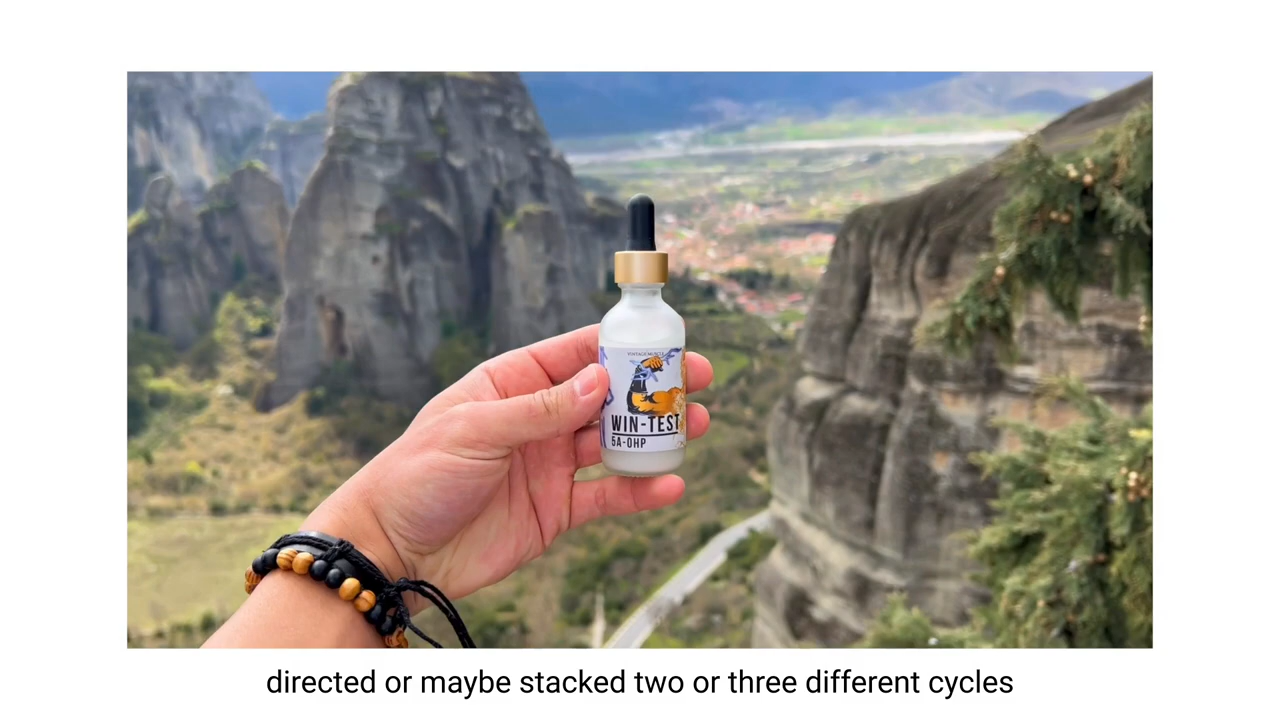 VINTAGE MUSCLE
WIN-TEST
5A-OHP
directed or maybe stacked two or three different cycles